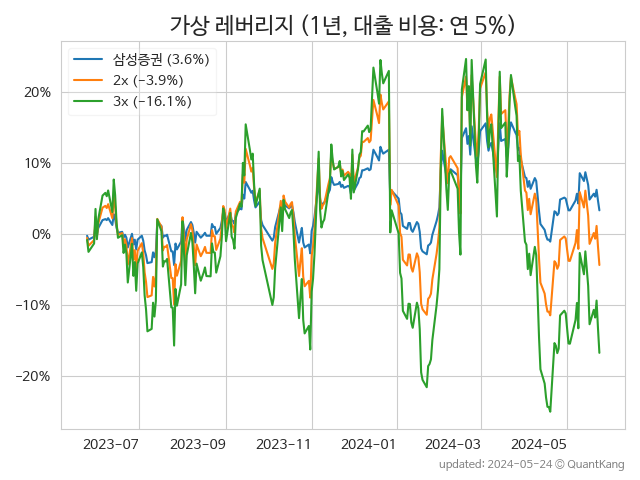 가상 레버리지 (1년, 대출 비용: 연 5%)
삼성증권 (3.6%)
2x (−3.9%)
3x (−16.1%)
20%
10%
0%
−10%
−20%
2023-07
2023-09
2023-11
2024-01
2024-03
2024-05
updated: 2024-05-24 © QuantKang